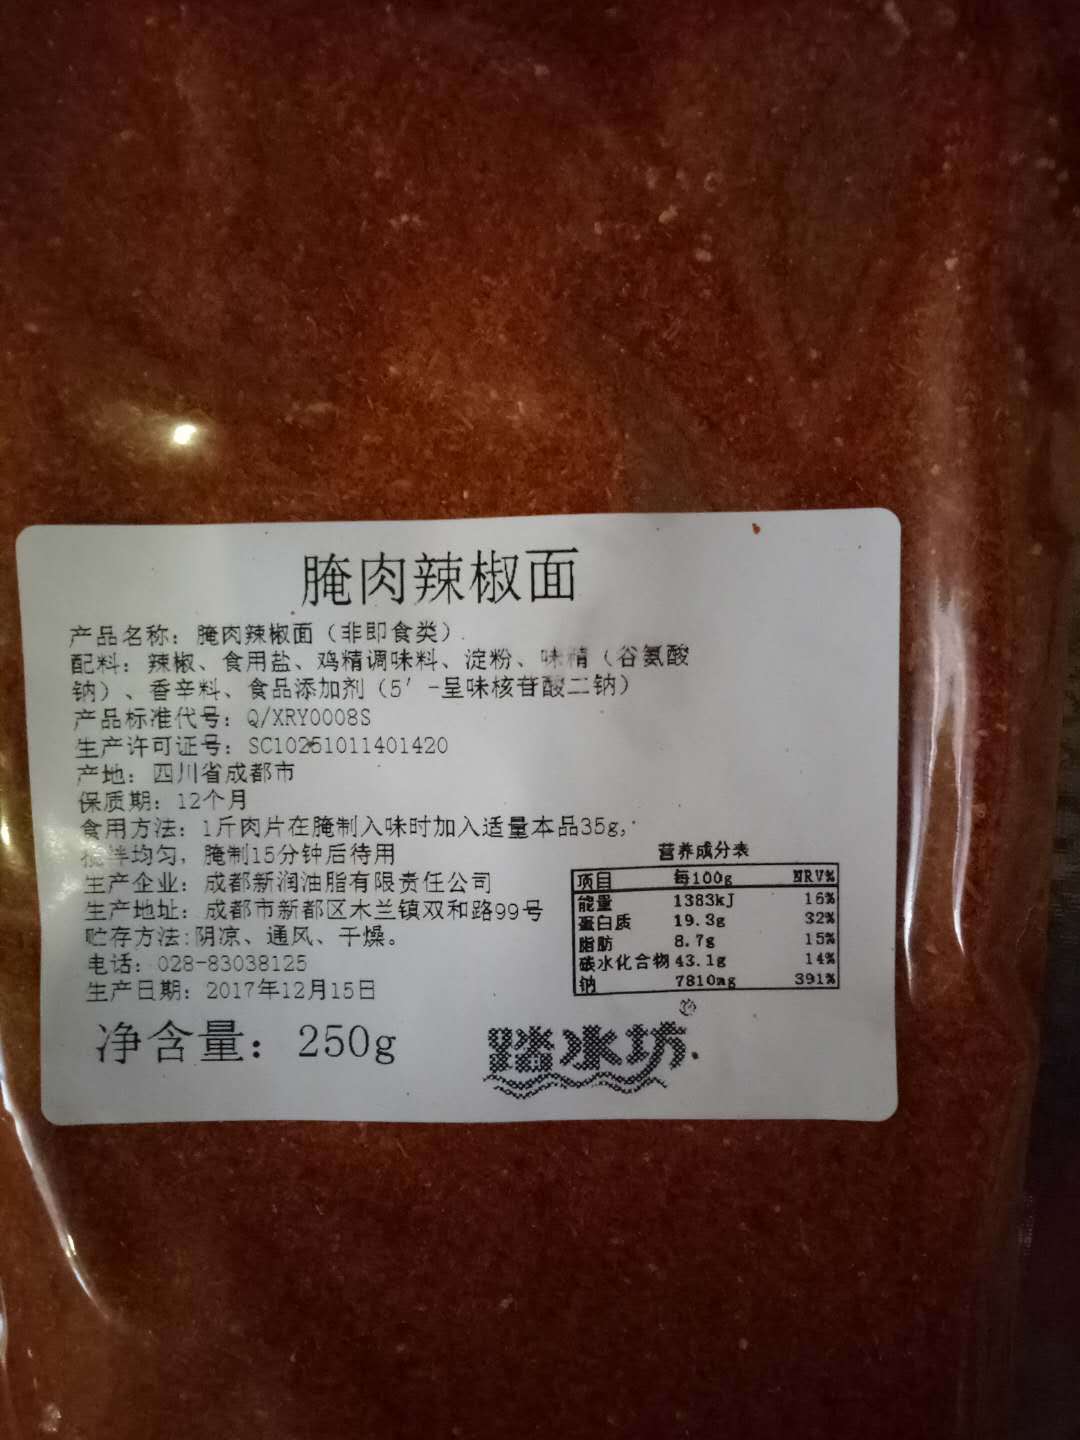 腌肉辣椒面
产品名称：腌肉辣椒面（非即食类）
配料：辣椒、食用盐、鸡精调味料、淀粉、味精（谷氨酸
钠）、香辛料、食品添加剂（5′-呈味核苷酸二钠）
产品标准代号：Q/XRY0008S
生产许可证号：SC10251011401420
产地：四川省成都市
保质期：12个月
食用方法：1斤肉片在腌制入味时加入适量本品35g，
搅拌均匀，腌制15分钟后待用
生产企业：成都新润油脂有限责任公司
生产地址：成都市新都区木兰镇双和路99号
贮存方法:阴凉、通风、干燥。
电话：028-83038125
生产日期：2017年12月15日
净含量：250g
营养成分表
项目 每100g NRV%
能量 1383kJ 16%
蛋白质 19.3g 32%
脂肪 8.7g 15%
碳水化合物 43.1g 14%
钠 7810mg 391%
踏水坊